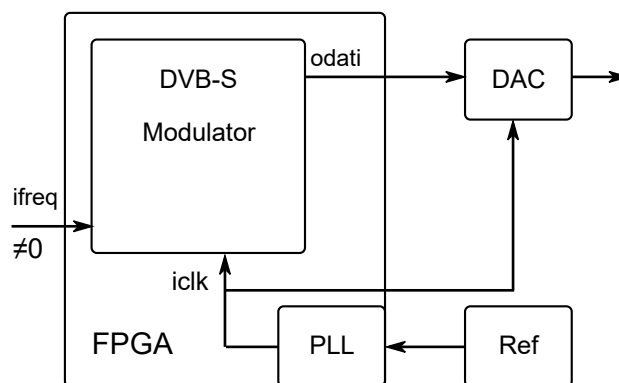 DVB-S
Modulator
odati
DAC
ifreq
≠0
iclk
FPGA
PLL
Ref